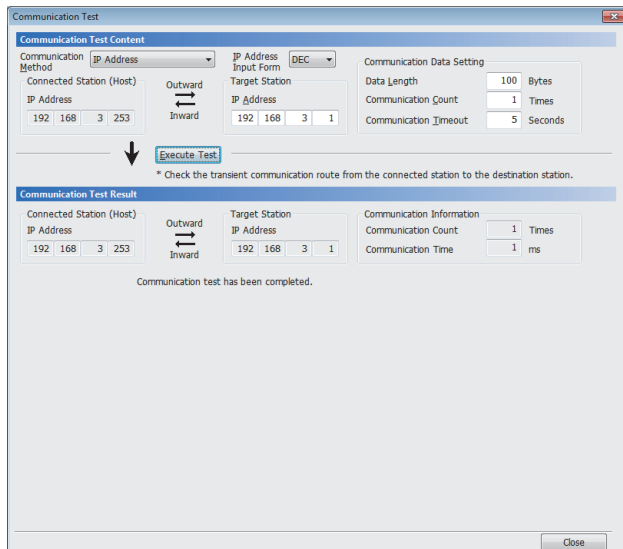 Communication Test
Communication Test Content
Communication Method IP Address IP Address Input Form DEC
Communication Data Setting
Connected Station (Host) Outward Target Station
Data Length 100 Bytes
IP Address IP Address
Communication Count 1 Times
192 168 3 253 Inward 192 168 3 1
Communication Timeout 5 Seconds
Execute Test
* Check the transient communication route from the connected station to the destination station.
Communication Test Result
Connected Station (Host) Outward Target Station Communication Information
IP Address IP Address Communication Count 1 Times
192 168 3 253 Inward 192 168 3 1 Communication Time 1 ms
Communication test has been completed.
Close